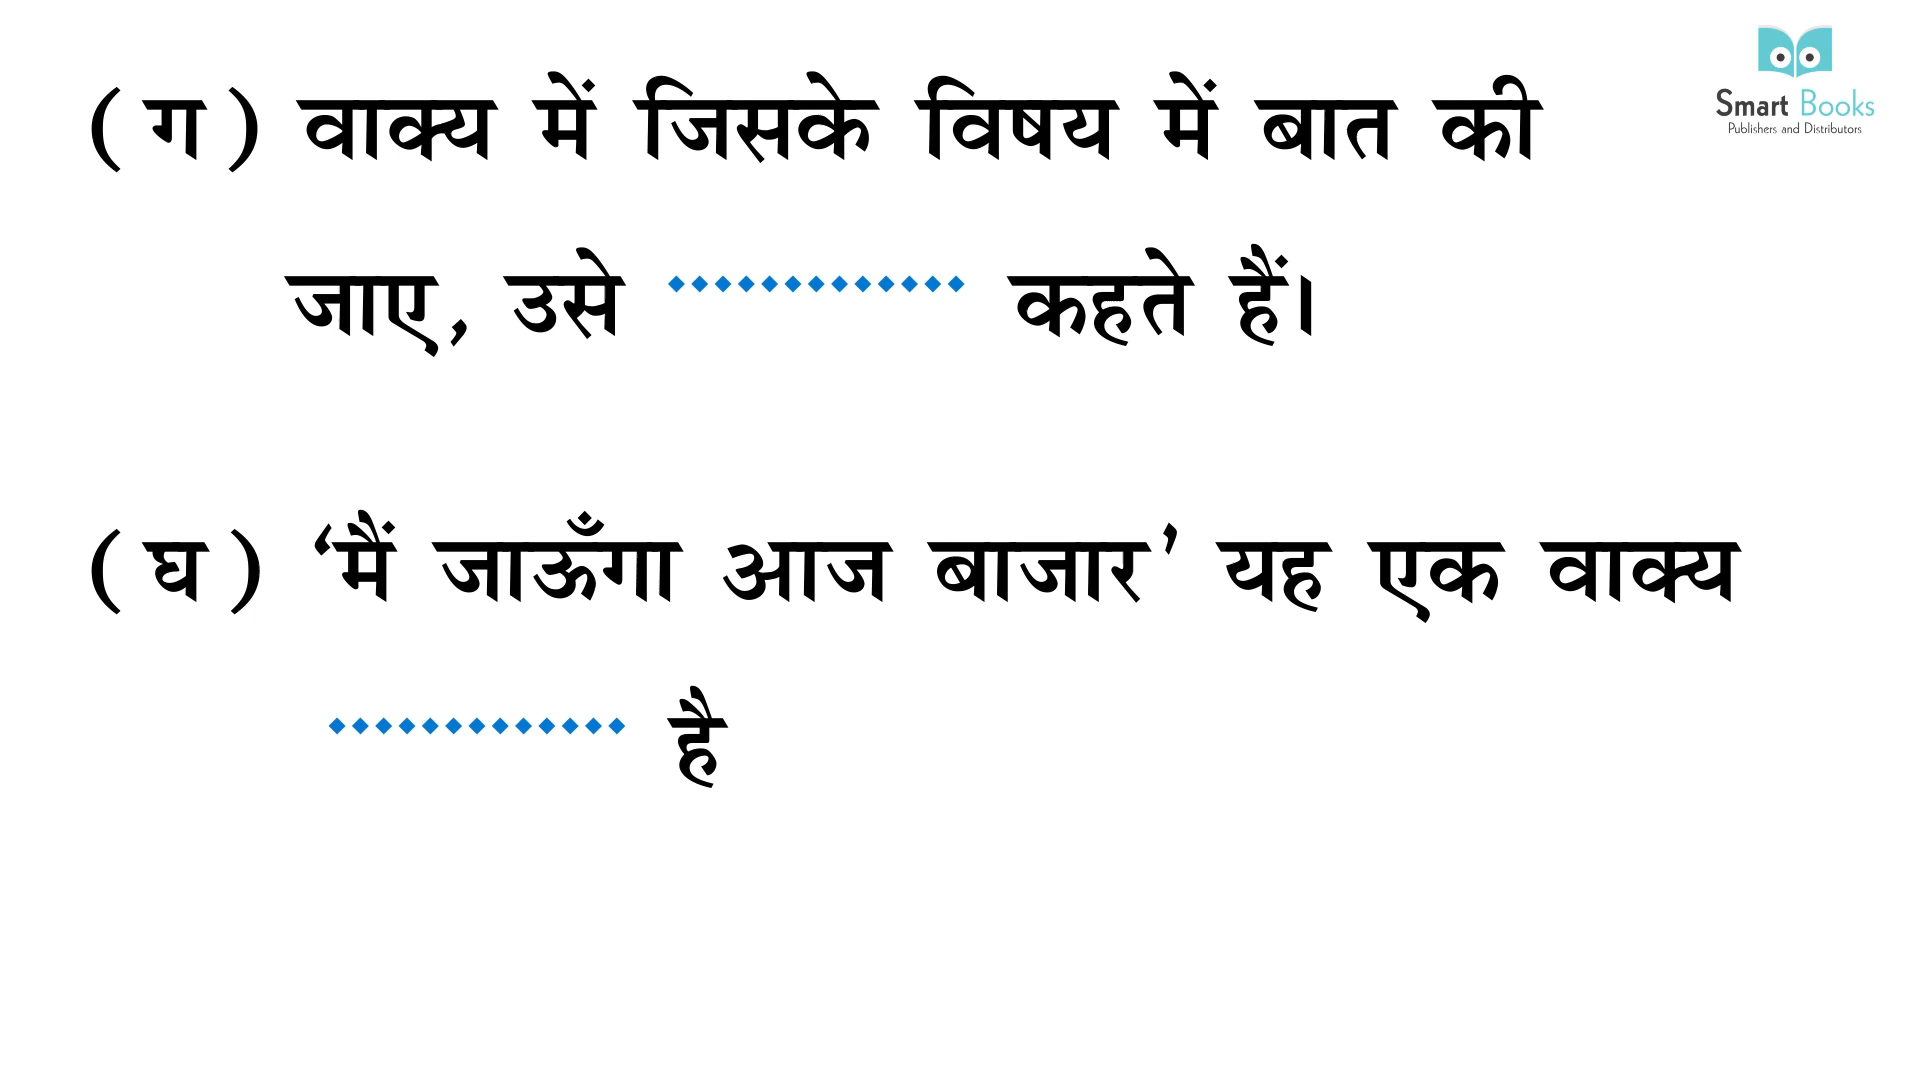 Smart Books
Publishers and Distributors
(ग) वाक्य में जिसके विषय में बात की
जाए, उसे ............. कहते हैं।
(घ) ‘मैं जाऊँगा आज बाजार’ यह एक वाक्य
............. है